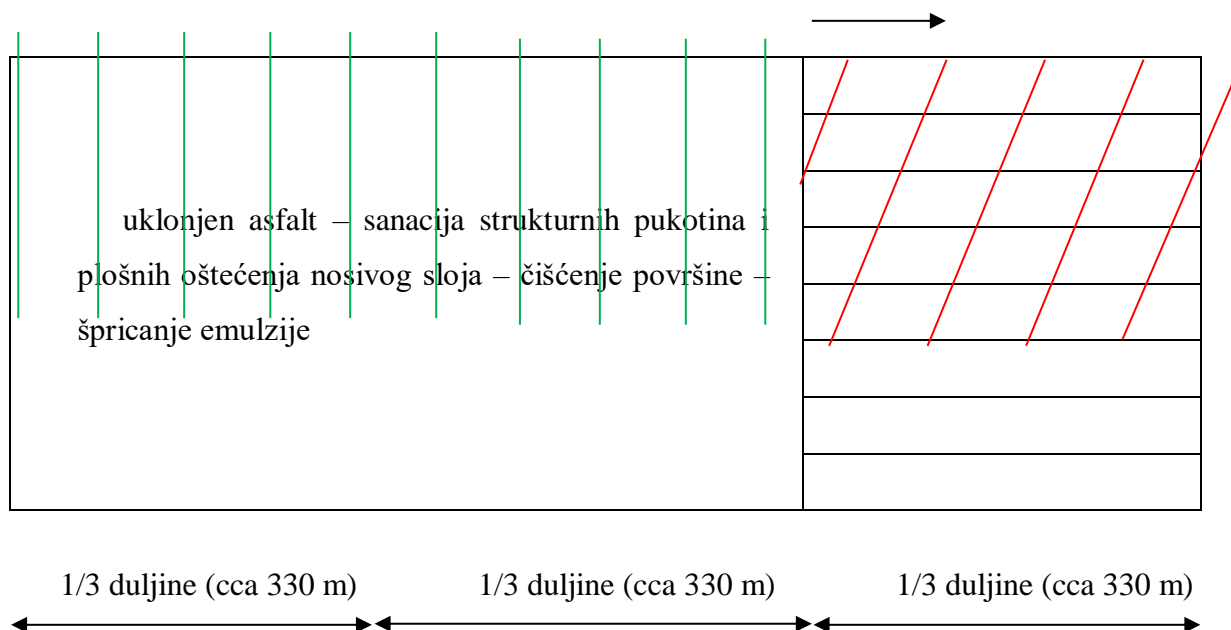 uklonjen asfalt – sanacija strukturnih pukotina i
plošnih oštećenja nosivog sloja – čišćenje površine –
špricanje emulzije
1/3 duljine (cca 330 m)
1/3 duljine (cca 330 m)
1/3 duljine (cca 330 m)